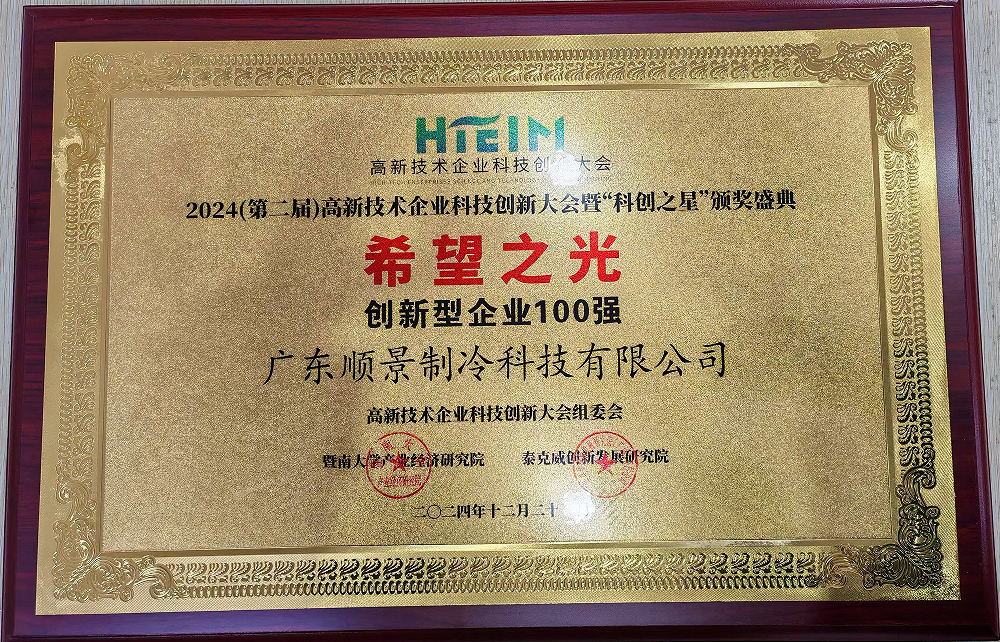 HTEIN
高新技术企业科技创新大会
2024(第二届)高新技术企业科技创新大会暨“科创之星”颁奖盛典
希望之光
创新型企业100强
广东顺景制冷科技有限公司
高新技术企业科技创新大会组委会
暨南大学产业经济研究院 泰克威创新发展研究院
二〇二四年十二月二十